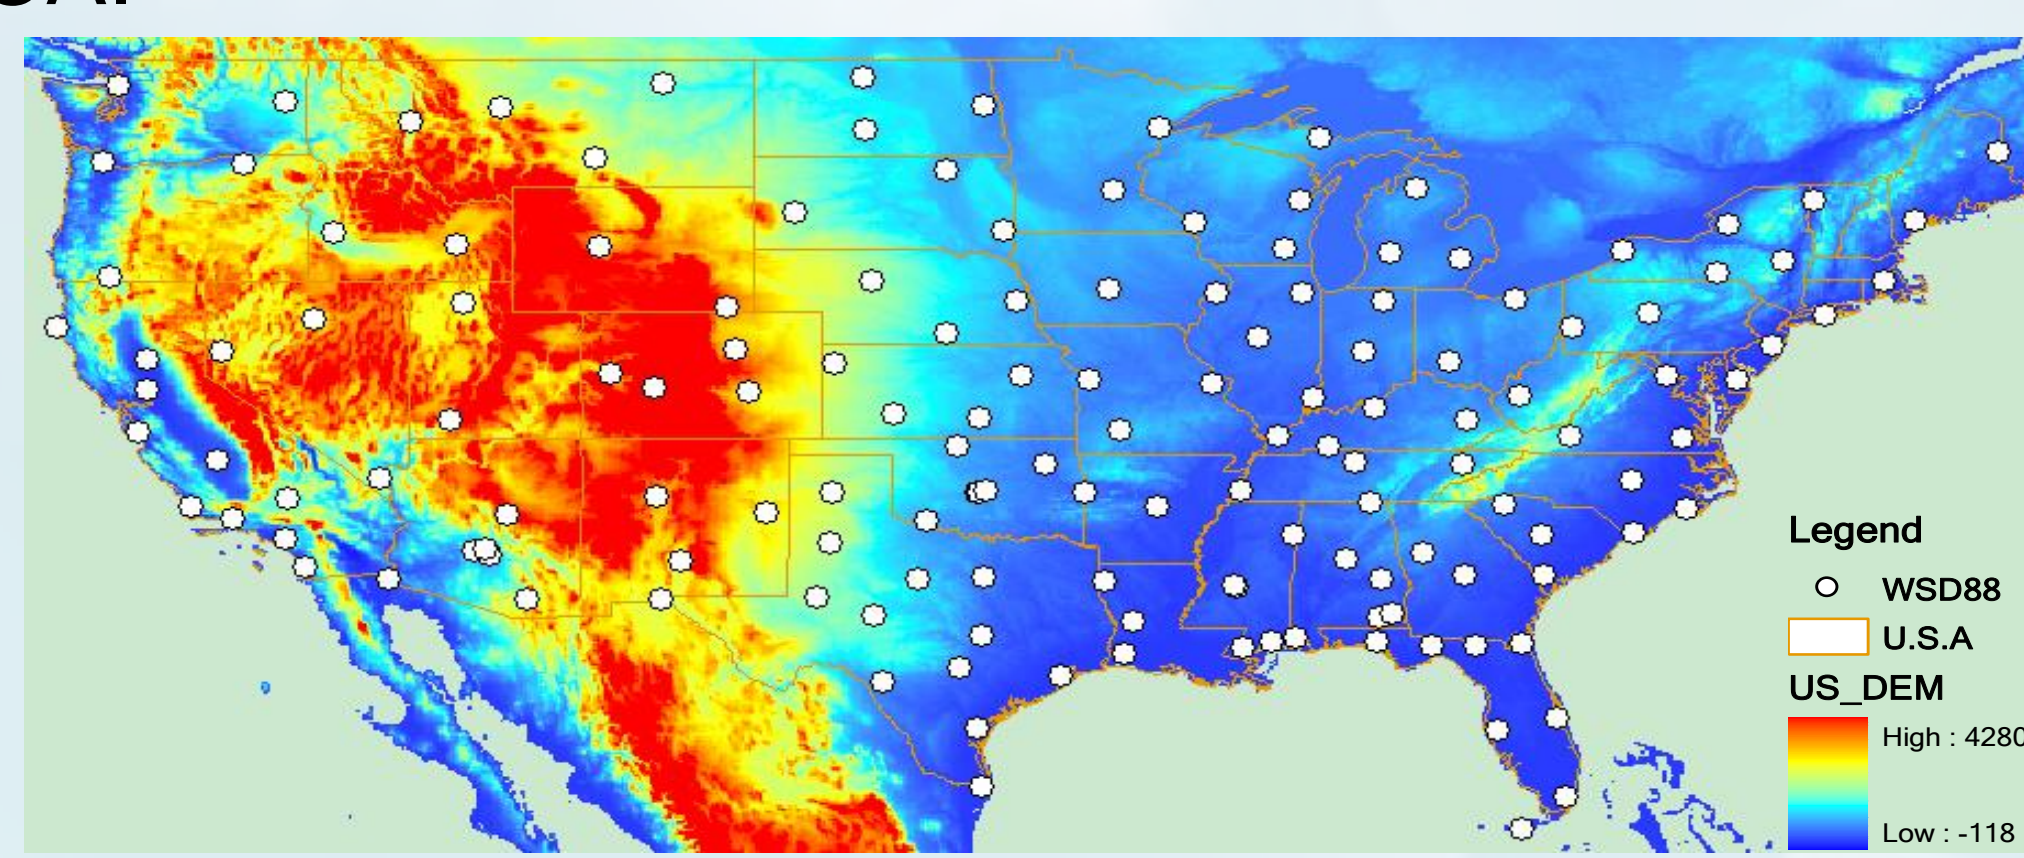 Legend
WSD88
U.S.A
US_DEM
High : 4280
Low : -118